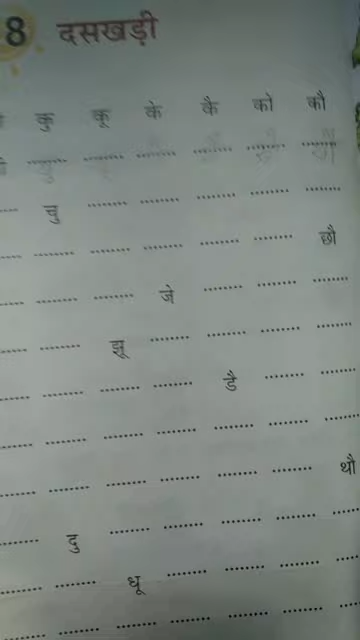 8 दसखड़ी
कु कू के कै को कौ
चु
छौ
जे
झू
डै
थौ
दु
धू